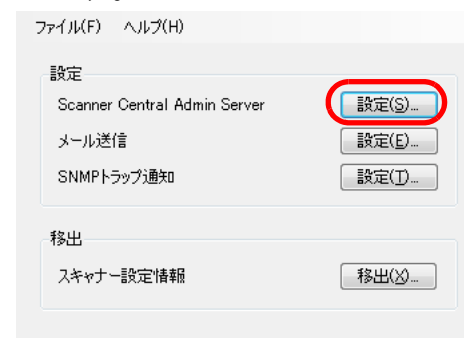 ファイル(F) ヘルプ(H)
設定
Scanner Central Admin Server 設定(S)...
メール送信 設定(E)...
SNMPトラップ通知 設定(T)...
移出
スキャナー設定情報 移出(X)...